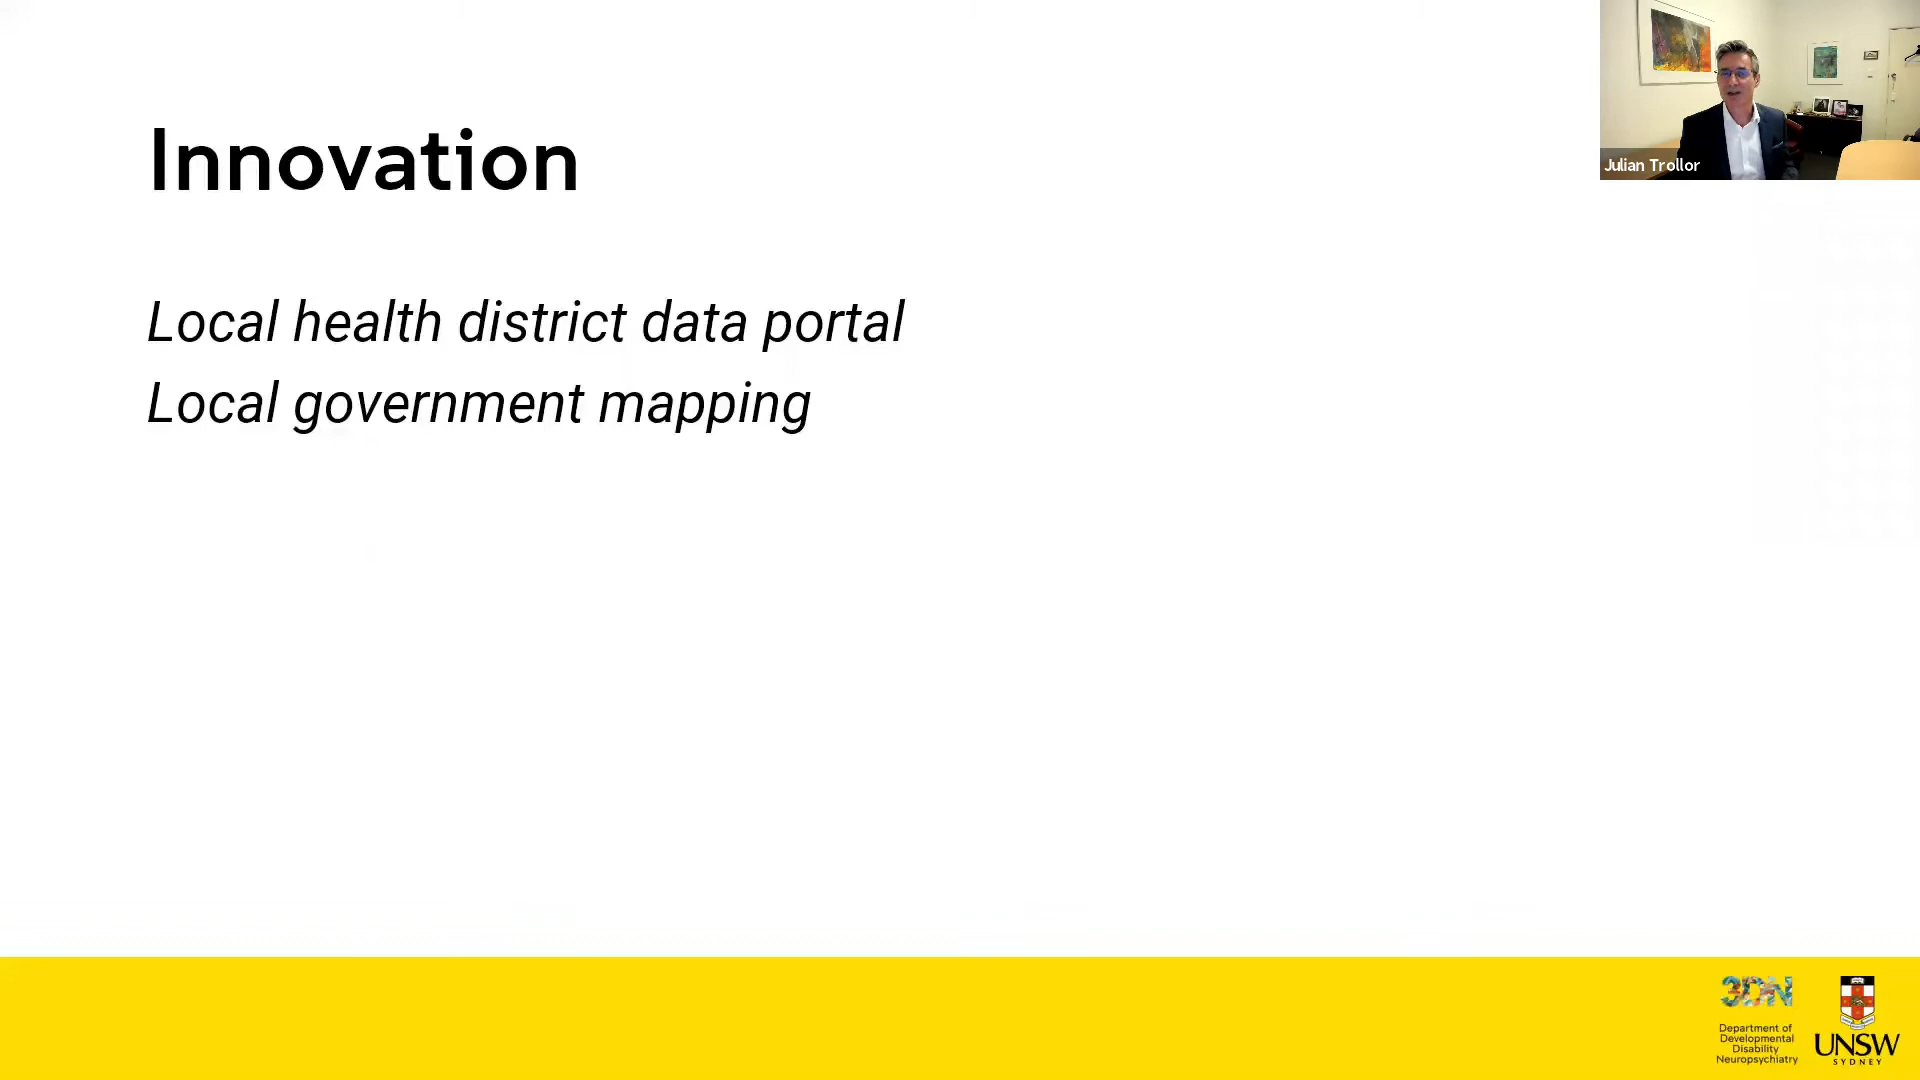 Innovation
Local health district data portal
Local government mapping
Julian Trollor
3DN
Department of
Developmental
Disability
Neuropsychiatry
UNSW
SYDNEY